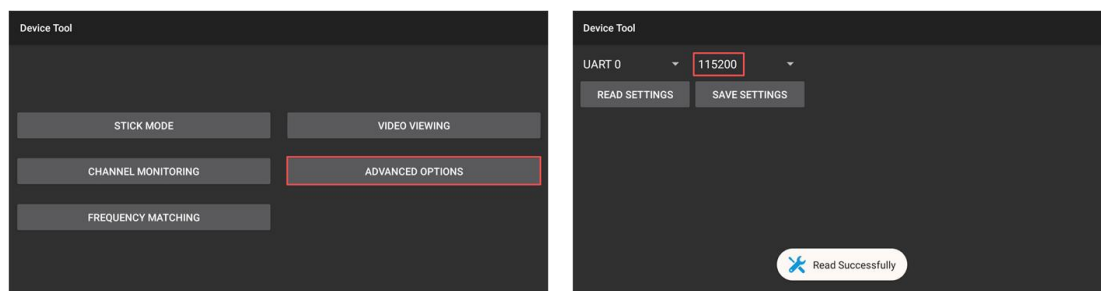 Device Tool
STICK MODE
VIDEO VIEWING
CHANNEL MONITORING
ADVANCED OPTIONS
FREQUENCY MATCHING
Device Tool
UART 0
115200
READ SETTINGS
SAVE SETTINGS
Read Successfully